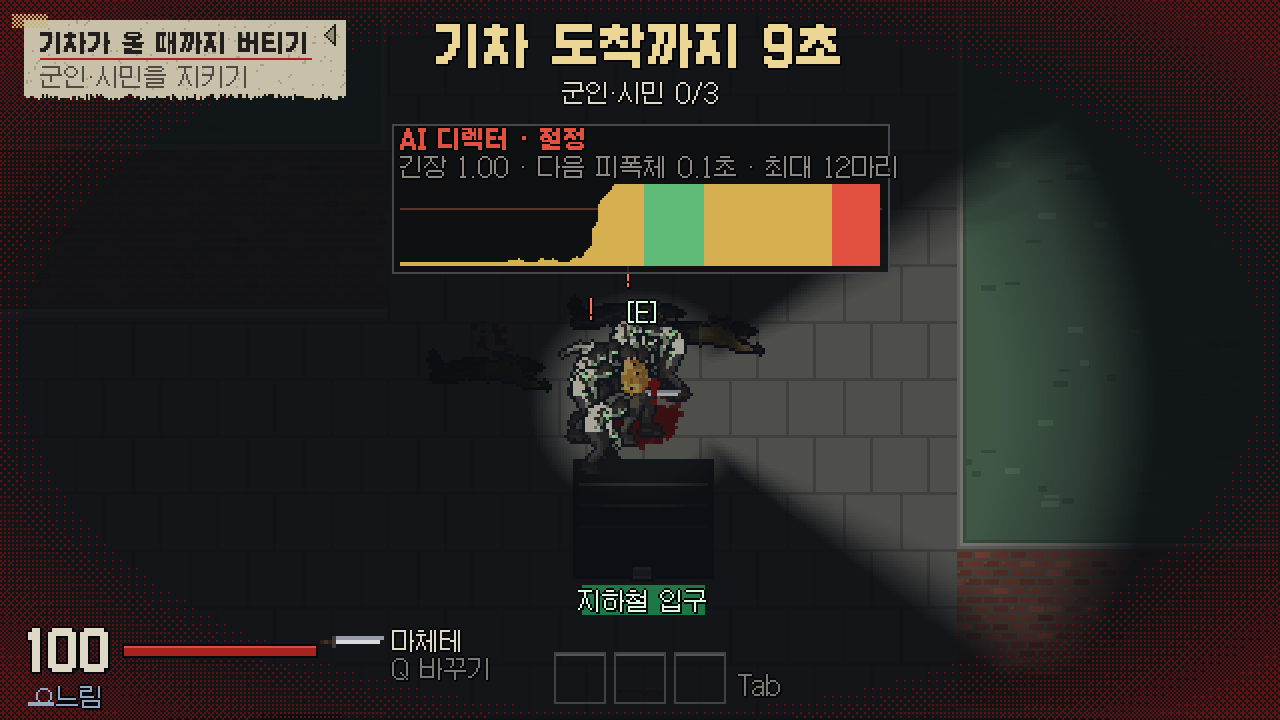 기차가 올 때까지 버티기
군인·시민을 지키기
기차 도착까지 9초
군인·시민 0/3
AI 디렉터 · 절정
긴장 1.00 · 다음 피폭체 0.1초 · 최대 12마리
[E]
지하철 입구
100
느림
마체테
Q 바꾸기
Tab